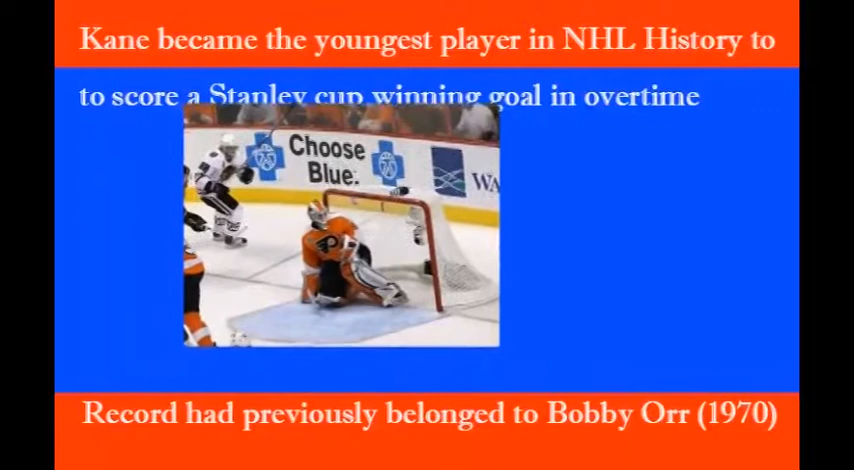 Kane became the youngest player in NHL History to
to score a Stanley cup winning goal in overtime
Choose
Blue.
WA
Record had previously belonged to Bobby Orr (1970)